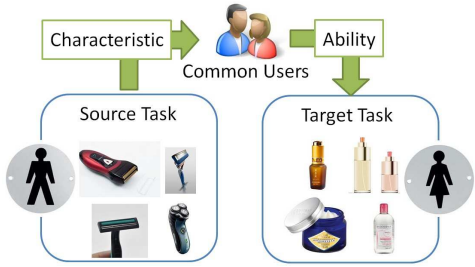 Characteristic
Ability
Common Users
Source Task
Target Task